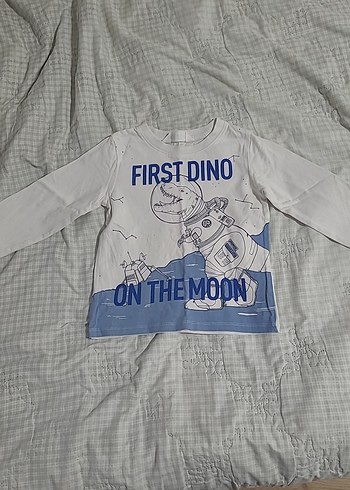 FIRST DINO
ON THE MOON